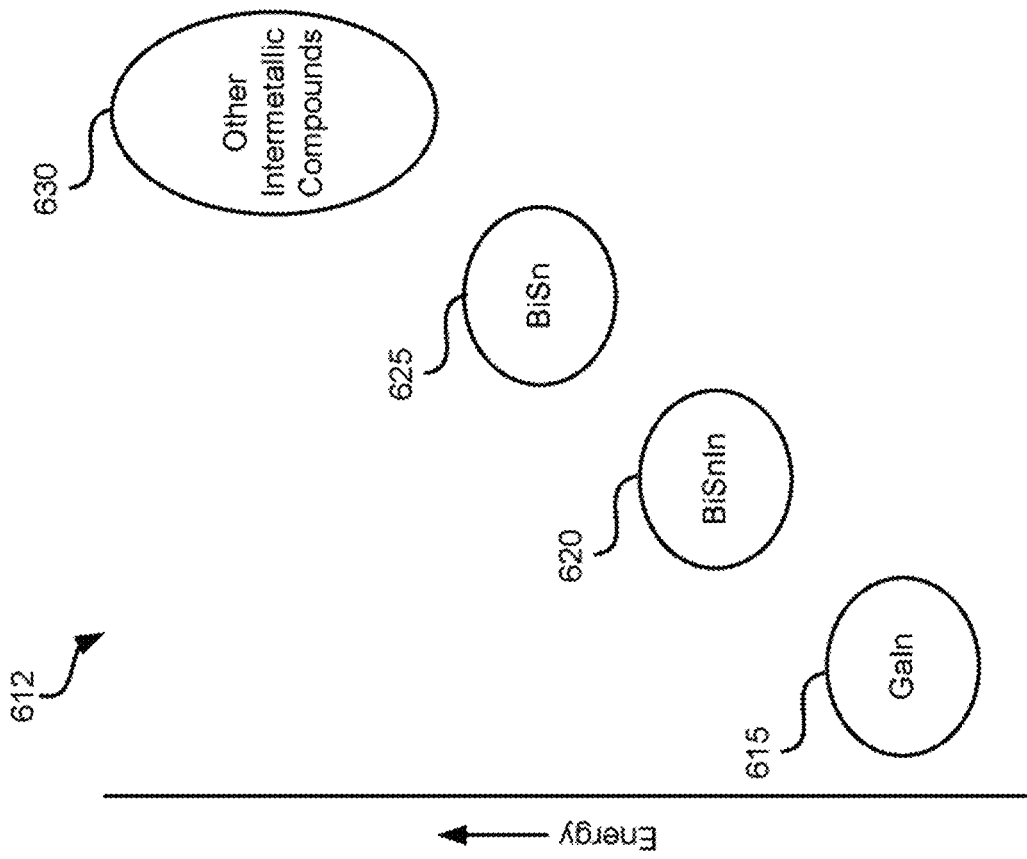 612
630
Other
Intermetallic
Compounds
625
BiSn
620
BiSnIn
615
GaIn
Energy